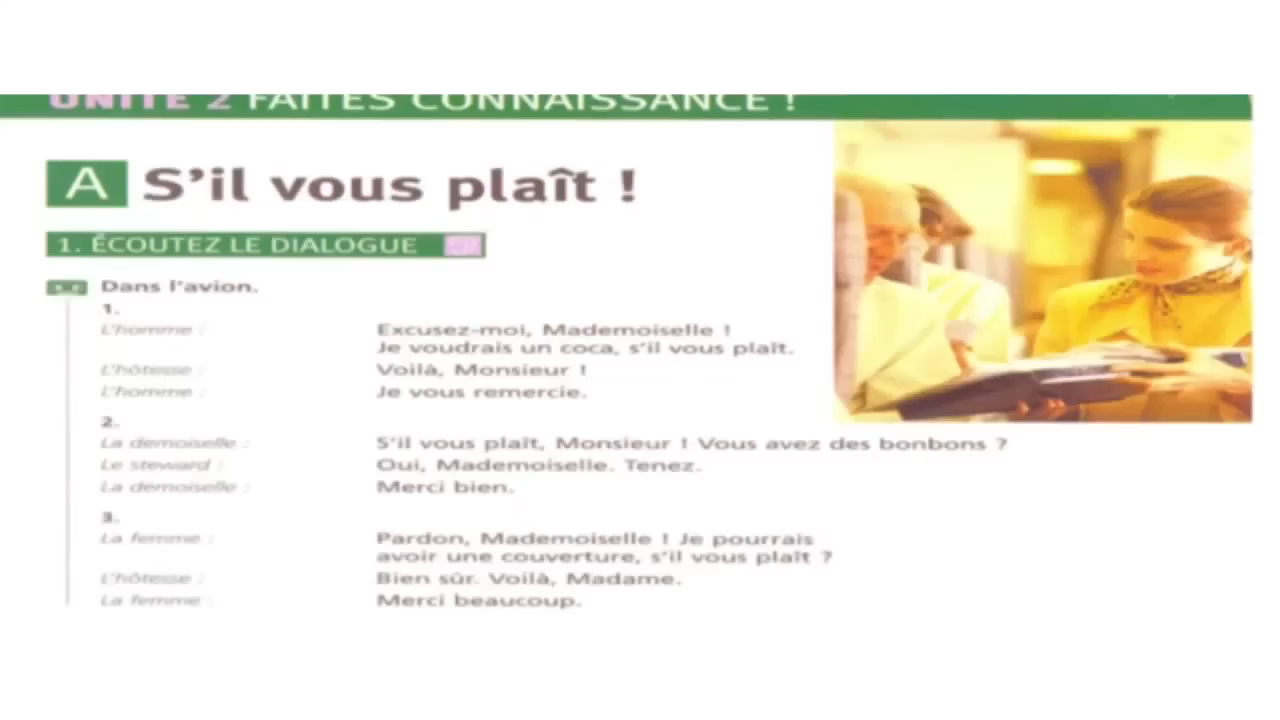 UNITÉ 2 FAITES CONNAISSANCE !
A S'il vous plaît !
1. ÉCOUTEZ LE DIALOGUE
Dans l'avion.
1.
L'homme : Excusez-moi, Mademoiselle !
Je voudrais un coca, s'il vous plaît.
L'hôtesse : Voilà, Monsieur !
L'homme : Je vous remercie.
2.
La demoiselle : S'il vous plaît, Monsieur ! Vous avez des bonbons ?
Le steward : Oui, Mademoiselle. Tenez.
La demoiselle : Merci bien.
3.
La femme : Pardon, Mademoiselle ! Je pourrais
avoir une couverture, s'il vous plaît ?
L'hôtesse : Bien sûr. Voilà, Madame.
La femme : Merci beaucoup.